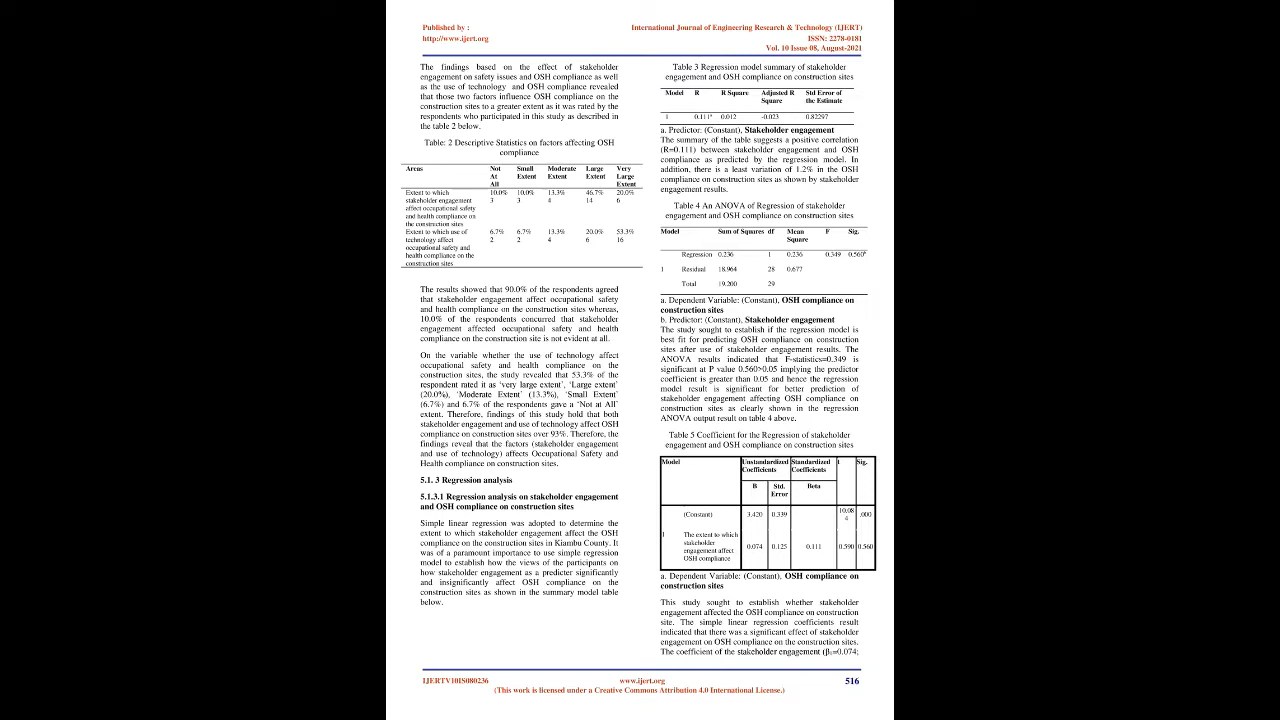 Published by :
http://www.ijert.org
International Journal of Engineering Research & Technology (IJERT)
ISSN: 2278-0181
Vol. 10 Issue 08, August-2021
The findings based on the effect of stakeholder
engagement on safety issues and OSH compliance as well
as the use of technology and OSH compliance revealed
that those two factors influence OSH compliance on the
construction sites to a greater extent as it was rated by the
respondents who participated in this study as described in
the table 2 below.
Table: 2 Descriptive Statistics on factors affecting OSH
compliance
Areas Not At All Small Extent Moderate Extent Large Extent Very Large Extent
Extent to which 10.0% 10.0% 13.3% 46.7% 20.0%
stakeholder engagement 3 3 4 14 6
affect occupational safety
and health compliance on
the construction sites
Extent to which use of 6.7% 6.7% 13.3% 20.0% 53.3%
technology affect 2 2 4 6 16
occupational safety and
health compliance on the
construction sites
The results showed that 90.0% of the respondents agreed
that stakeholder engagement affect occupational safety
and health compliance on the construction sites whereas,
10.0% of the respondents concurred that stakeholder
engagement affected occupational safety and health
compliance on the construction site is not evident at all.
On the variable whether the use of technology affect
occupational safety and health compliance on the
construction sites, the study revealed that 53.3% of the
respondent rated it as ‘very large extent’, ‘Large extent’
(20.0%), ‘Moderate Extent’ (13.3%), ‘Small Extent’
(6.7%) and 6.7% of the respondents gave a ‘Not at All’
extent. Therefore, findings of this study hold that both
stakeholder engagement and use of technology affect OSH
compliance on construction sites over 93%. Therefore, the
findings reveal that the factors (stakeholder engagement
and use of technology) affects Occupational Safety and
Health compliance on construction sites.
5.1. 3 Regression analysis
5.1.3.1 Regression analysis on stakeholder engagement
and OSH compliance on construction sites
Simple linear regression was adopted to determine the
extent to which stakeholder engagement affect the OSH
compliance on the construction sites in Kiambu County. It
was of a paramount importance to use simple regression
model to establish how the views of the participants on
how stakeholder engagement as a predicter significantly
and insignificantly affect OSH compliance on the
construction sites as shown in the summary model table
below.
Table 3 Regression model summary of stakeholder
engagement and OSH compliance on construction sites
Model R R Square Adjusted R Square Std Error of the Estimate
1 0.111ᵃ 0.012 -0.023 0.82297
a. Predictor: (Constant), Stakeholder engagement
The summary of the table suggests a positive correlation
(R=0.111) between stakeholder engagement and OSH
compliance as predicted by the regression model. In
addition, there is a least variation of 1.2% in the OSH
compliance on construction sites as shown by stakeholder
engagement results.
Table 4 An ANOVA of Regression of stakeholder
engagement and OSH compliance on construction sites
Model Sum of Squares df Mean Square F Sig.
Regression 0.236 1 0.236 0.349 0.560ᵇ
1 Residual 18.964 28 0.677
Total 19.200 29
a. Dependent Variable: (Constant), OSH compliance on
construction sites
b. Predictor: (Constant), Stakeholder engagement
The study sought to establish if the regression model is
best fit for predicting OSH compliance on construction
sites after use of stakeholder engagement results. The
ANOVA results indicated that F-statistics=0.349 is
significant at P value 0.560>0.05 implying the predictor
coefficient is greater than 0.05 and hence the regression
model result is significant for better prediction of
stakeholder engagement affecting OSH compliance on
construction sites as clearly shown in the regression
ANOVA output result on table 4 above.
Table 5 Coefficient for the Regression of stakeholder
engagement and OSH compliance on construction sites
Model Unstandardized Coefficients Standardized Coefficients t Sig.
B Std. Error Beta
(Constant) 3.420 0.339 10.084 .000
1 The extent to which
stakeholder
engagement affect 0.074 0.125 0.111 0.590 0.560
OSH compliance
a. Dependent Variable: (Constant), OSH compliance on
construction sites
This study sought to establish whether stakeholder
engagement affected the OSH compliance on construction
site. The simple linear regression coefficients result
indicated that there was a significant effect of stakeholder
engagement on OSH compliance on the construction sites.
The coefficient of the stakeholder engagement (β₁=0.074;
IJERTV10IS080236
www.ijert.org
516
(This work is licensed under a Creative Commons Attribution 4.0 International License.)